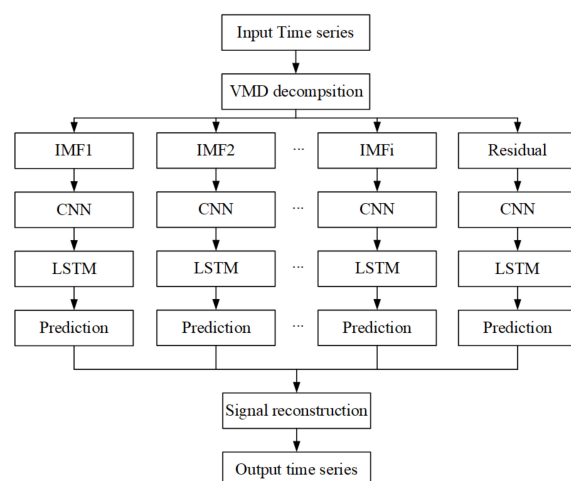 Input Time series
VMD decompsition
IMF1 IMF2 ... IMFi Residual
CNN CNN ... CNN CNN
LSTM LSTM ... LSTM LSTM
Prediction Prediction ... Prediction Prediction
Signal reconstruction
Output time series